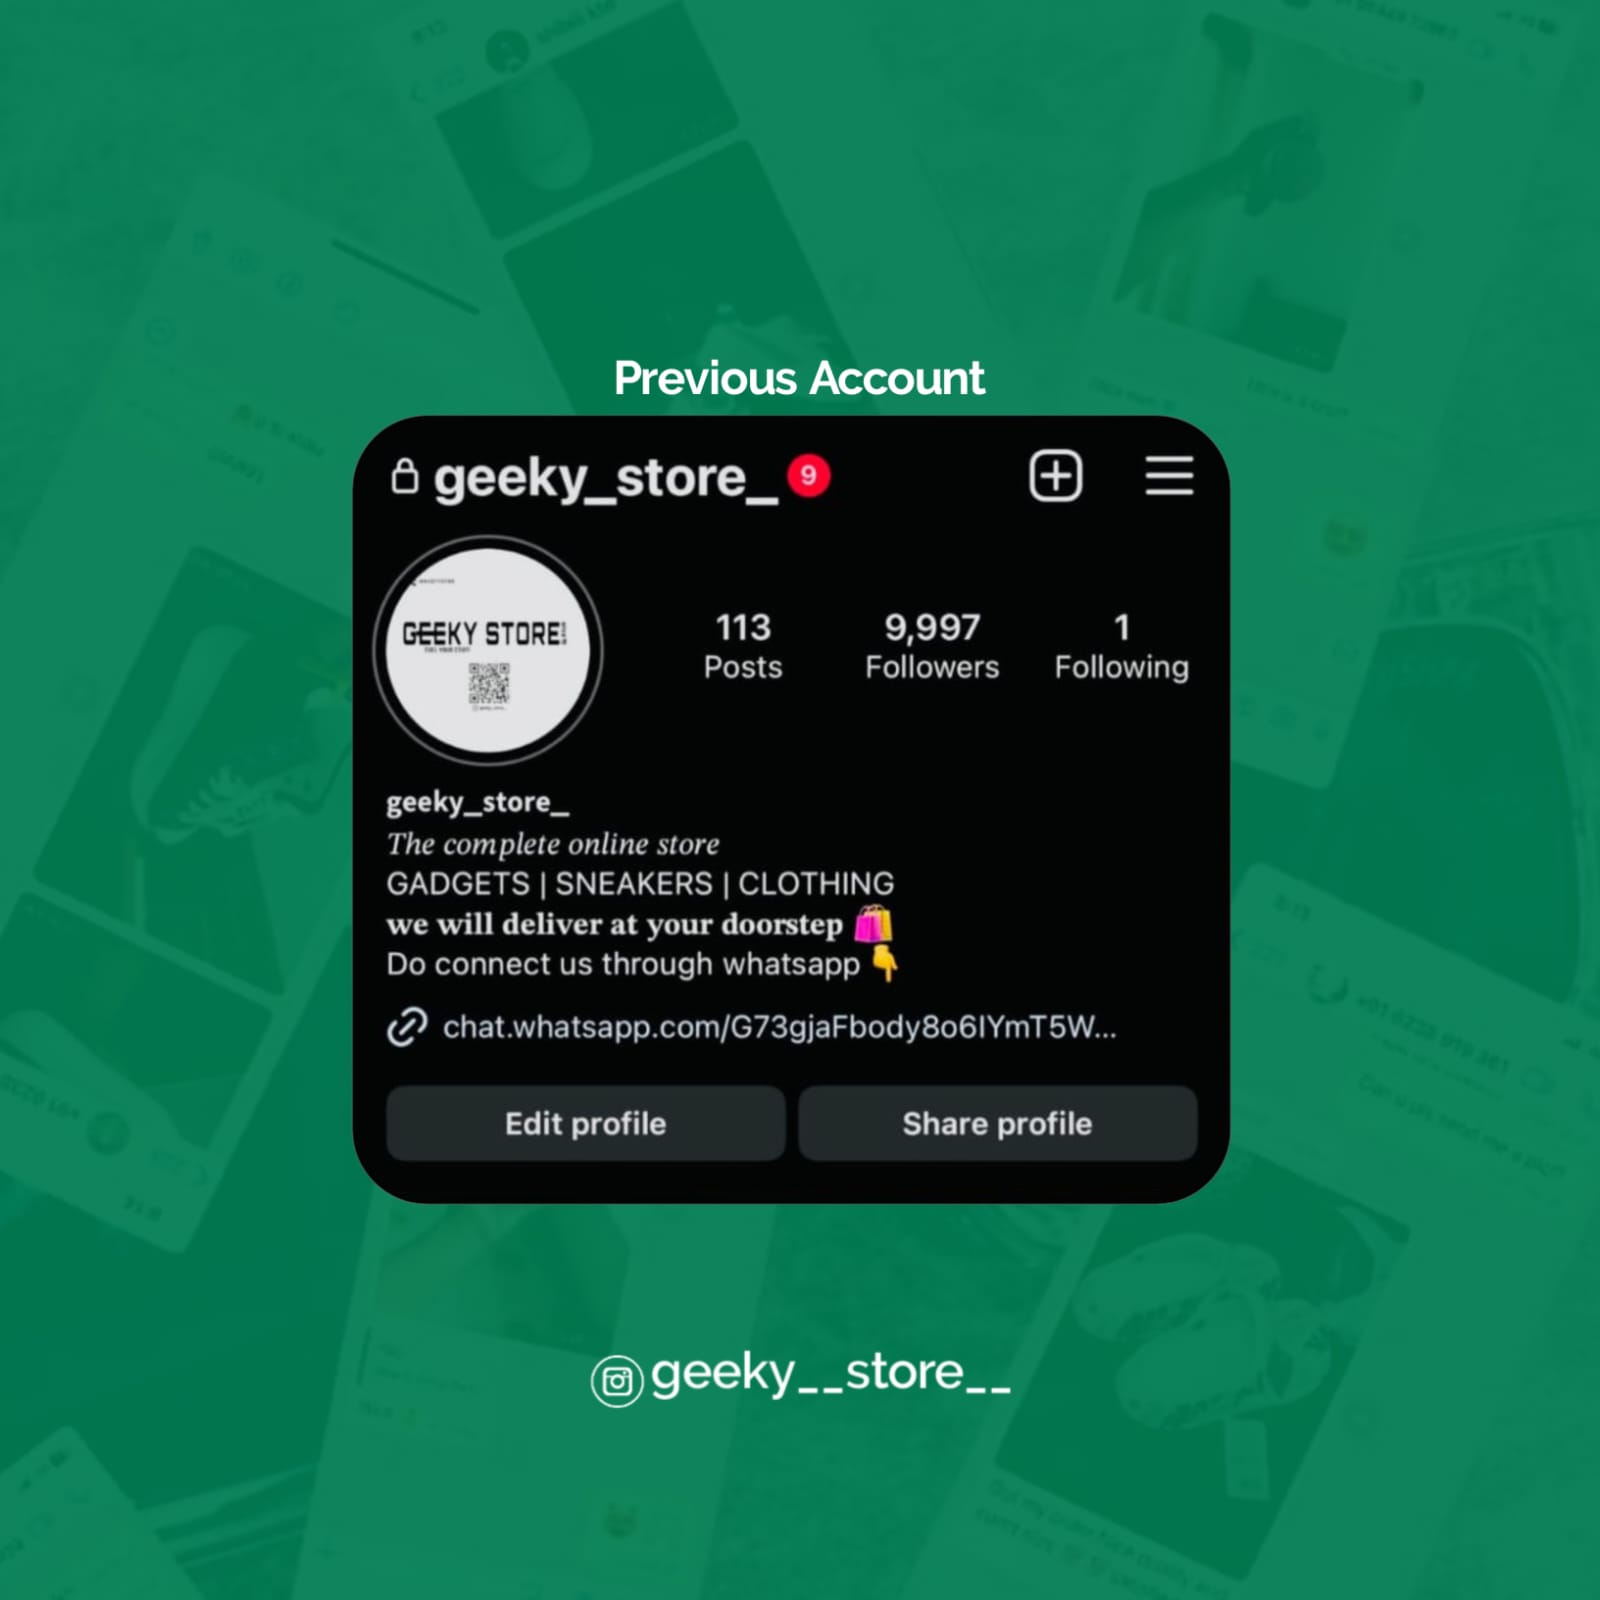 Previous Account
geeky_store_ 9
GEEKY STORE
113 9,997 1
Posts Followers Following
geeky_store_
The complete online store
GADGETS | SNEAKERS | CLOTHING
we will deliver at your doorstep 🛍️
Do connect us through whatsapp 👇
chat.whatsapp.com/G73gjaFbody8o6IYmT5W...
Edit profile Share profile
geeky__store__